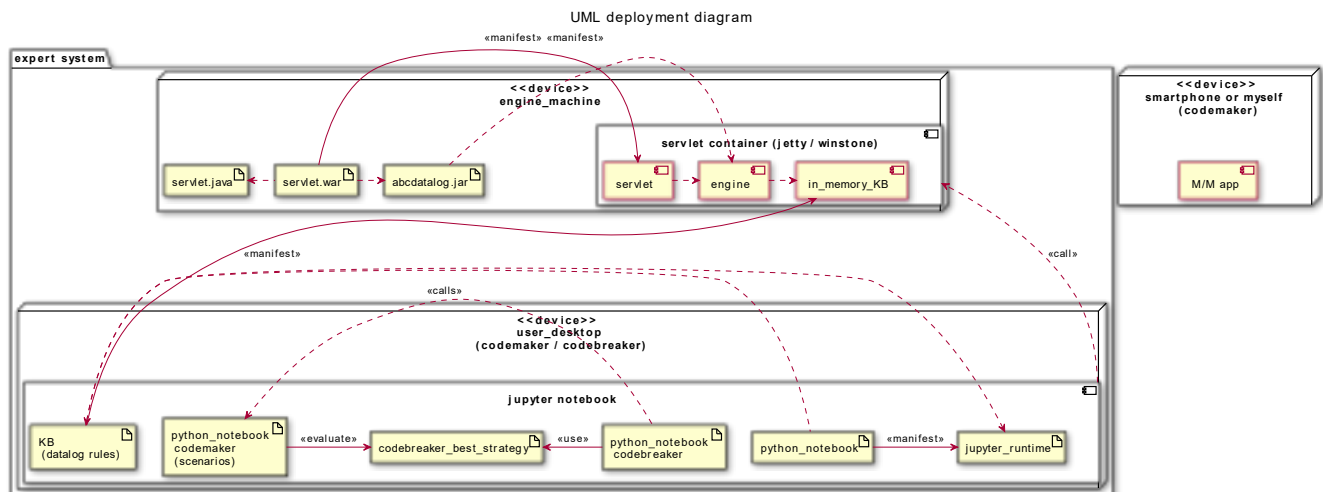 UML deployment diagram
«manifest» «manifest»
expert system
<<device>>
engine_machine
<<device>>
smartphone or myself
(codemaker)
servlet container (jetty / winstone)
servlet.java
servlet.war
abcdatalog.jar
servlet
engine
in_memory_KB
M/M app
«manifest»
«call»
«calls»
<<device>>
user_desktop
(codemaker / codebreaker)
jupyter notebook
KB
(datalog rules)
python_notebook
codemaker
(scenarios)
«evaluate»
codebreaker_best_strategy
«use»
python_notebook
codebreaker
python_notebook
«manifest»
jupyter_runtime